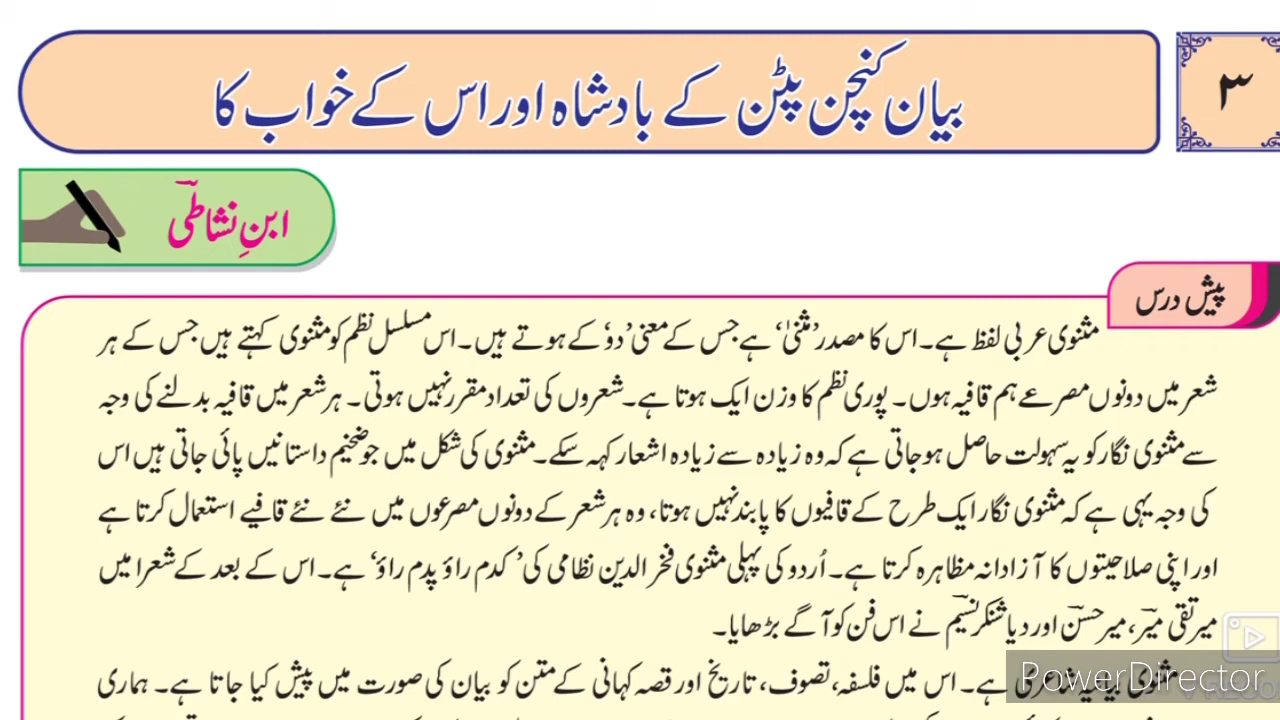 ۳
بیان کنچن پٹن کے بادشاہ اور اس کے خواب کا
ابنِ نشاطیؔ
پیش درس
مثنوی عربی لفظ ہے۔ اس کا مصدر ’مثنیٰ‘ ہے جس کے معنی ’دو‘ کے ہوتے ہیں۔ اس مسلسل نظم کو مثنوی کہتے ہیں جس کے ہر
شعر میں دونوں مصرعے ہم قافیہ ہوں۔ پوری نظم کا وزن ایک ہوتا ہے۔ شعروں کی تعداد مقرر نہیں ہوتی۔ ہر شعر میں قافیہ بدلنے کی وجہ
سے مثنوی نگار کو یہ سہولت حاصل ہو جاتی ہے کہ وہ زیادہ سے زیادہ اشعار کہہ سکے۔ مثنوی کی شکل میں جو ضخیم داستانیں پائی جاتی ہیں اس
کی وجہ یہی ہے کہ مثنوی نگار ایک طرح کے قافیوں کا پابند نہیں ہوتا، وہ ہر شعر کے دونوں مصرعوں میں نئے نئے قافیے استعمال کرتا ہے
اور اپنی صلاحیتوں کا آزادانہ مظاہرہ کرتا ہے۔ اُردو کی پہلی مثنوی فخر الدین نظامی کی ’کدم راؤ پدم راؤ‘ ہے۔ اس کے بعد کے شعرا میں
میر تقی میرؔ، میر حسنؔ اور دیا شنکر نسیمؔ نے اس فن کو آگے بڑھایا۔
مثنوی بیانیہ شاعری ہے۔ اس میں فلسفہ، تصوف، تاریخ اور قصہ کہانی کے متن کو بیان کی صورت میں پیش کیا جاتا ہے۔ ہماری
PowerDirector